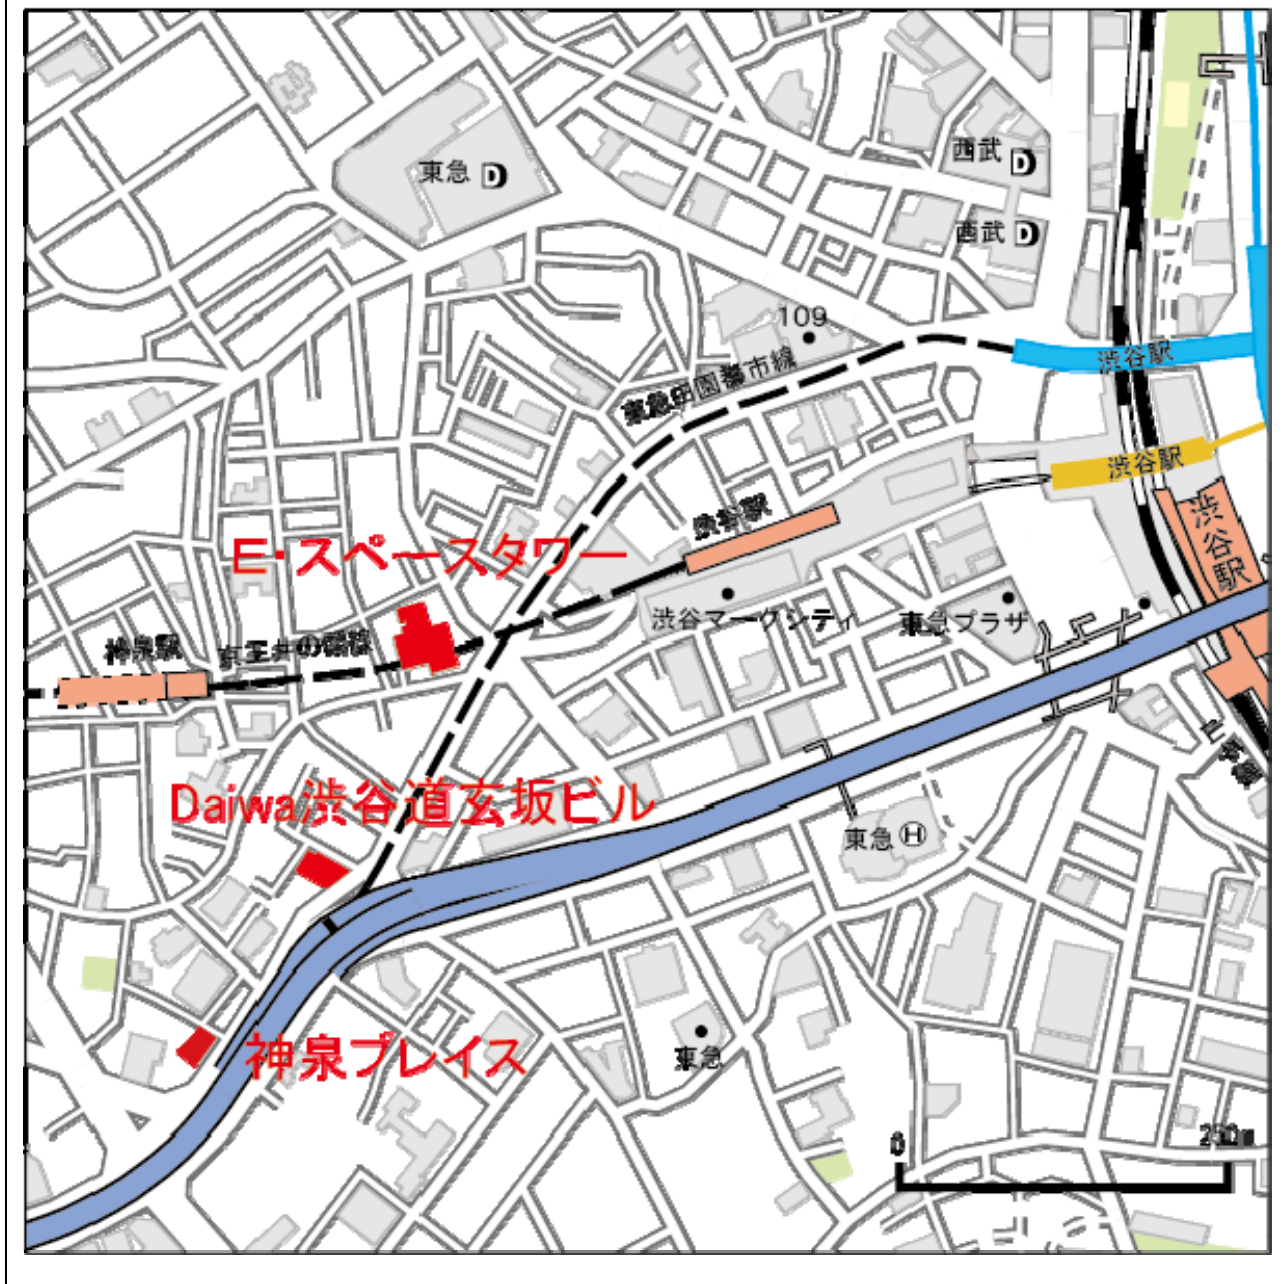 西武 D
東急 D
西武 D
109
渋谷駅
東急田園都市線
渋谷駅
渋谷駅
渋谷駅
E・スペースタワー
渋谷マークシティ
東急プラザ
神泉駅
京王井の頭線
山手線
Daiwa渋谷道玄坂ビル
東急 H
神泉プレイス
東急
0
200m